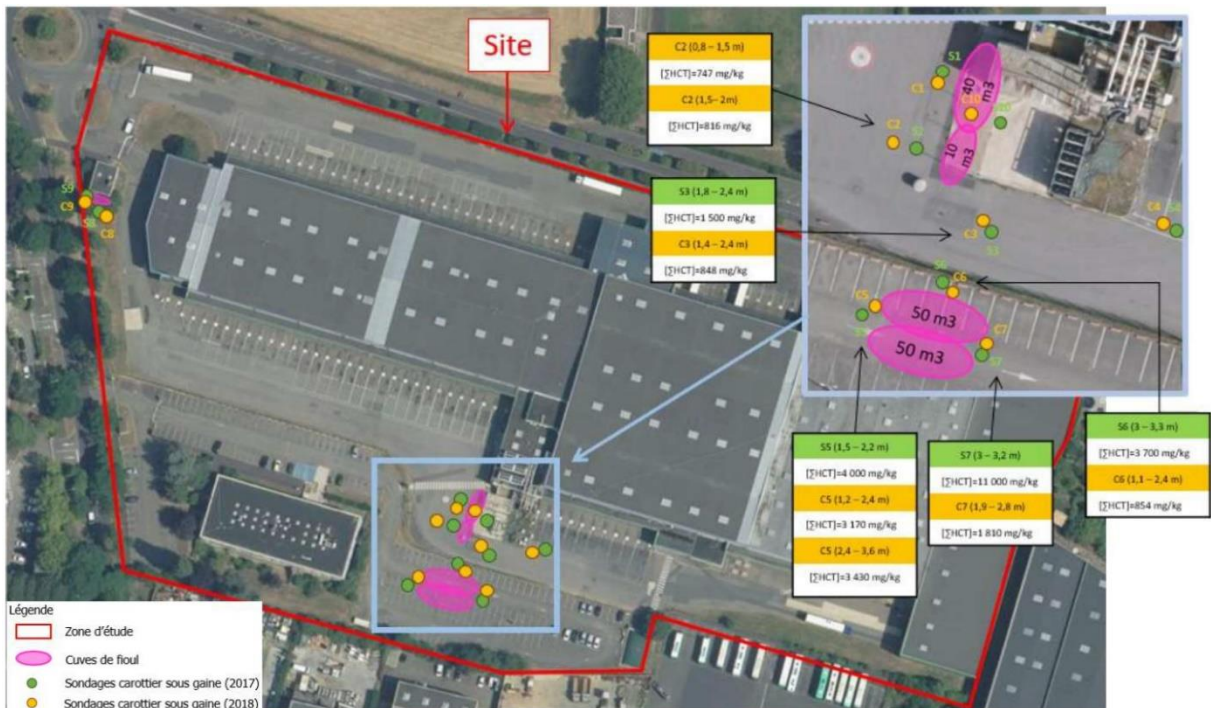 Site
C2 (0,8 – 1,5 m)
[∑HCT]=747 mg/kg
C2 (1,5 – 2m)
[∑HCT]=816 mg/kg
S3 (1,8 – 2,4 m)
[∑HCT]=1 500 mg/kg
C3 (1,4 – 2,4 m)
[∑HCT]=848 mg/kg
S1
C1
40 m3
C10
S10
C2
S2
10 m3
C3
S3
C4
S4
S6
C6
C5
50 m3
50 m3
C7
S7
S9
C9
S8
C8
S5 (1,5 – 2,2 m)
[∑HCT]=4 000 mg/kg
C5 (1,2 – 2,4 m)
[∑HCT]=3 170 mg/kg
C5 (2,4 – 3,6 m)
[∑HCT]=3 430 mg/kg
S7 (3 – 3,2 m)
[∑HCT]=11 000 mg/kg
C7 (1,9 – 2,8 m)
[∑HCT]=1 810 mg/kg
S6 (3 – 3,3 m)
[∑HCT]=3 700 mg/kg
C6 (1,1 – 2,4 m)
[∑HCT]=854 mg/kg
Légende
Zone d'étude
Cuves de fioul
Sondages carottier sous gaine (2017)
Sondages carottier sous gaine (2018)